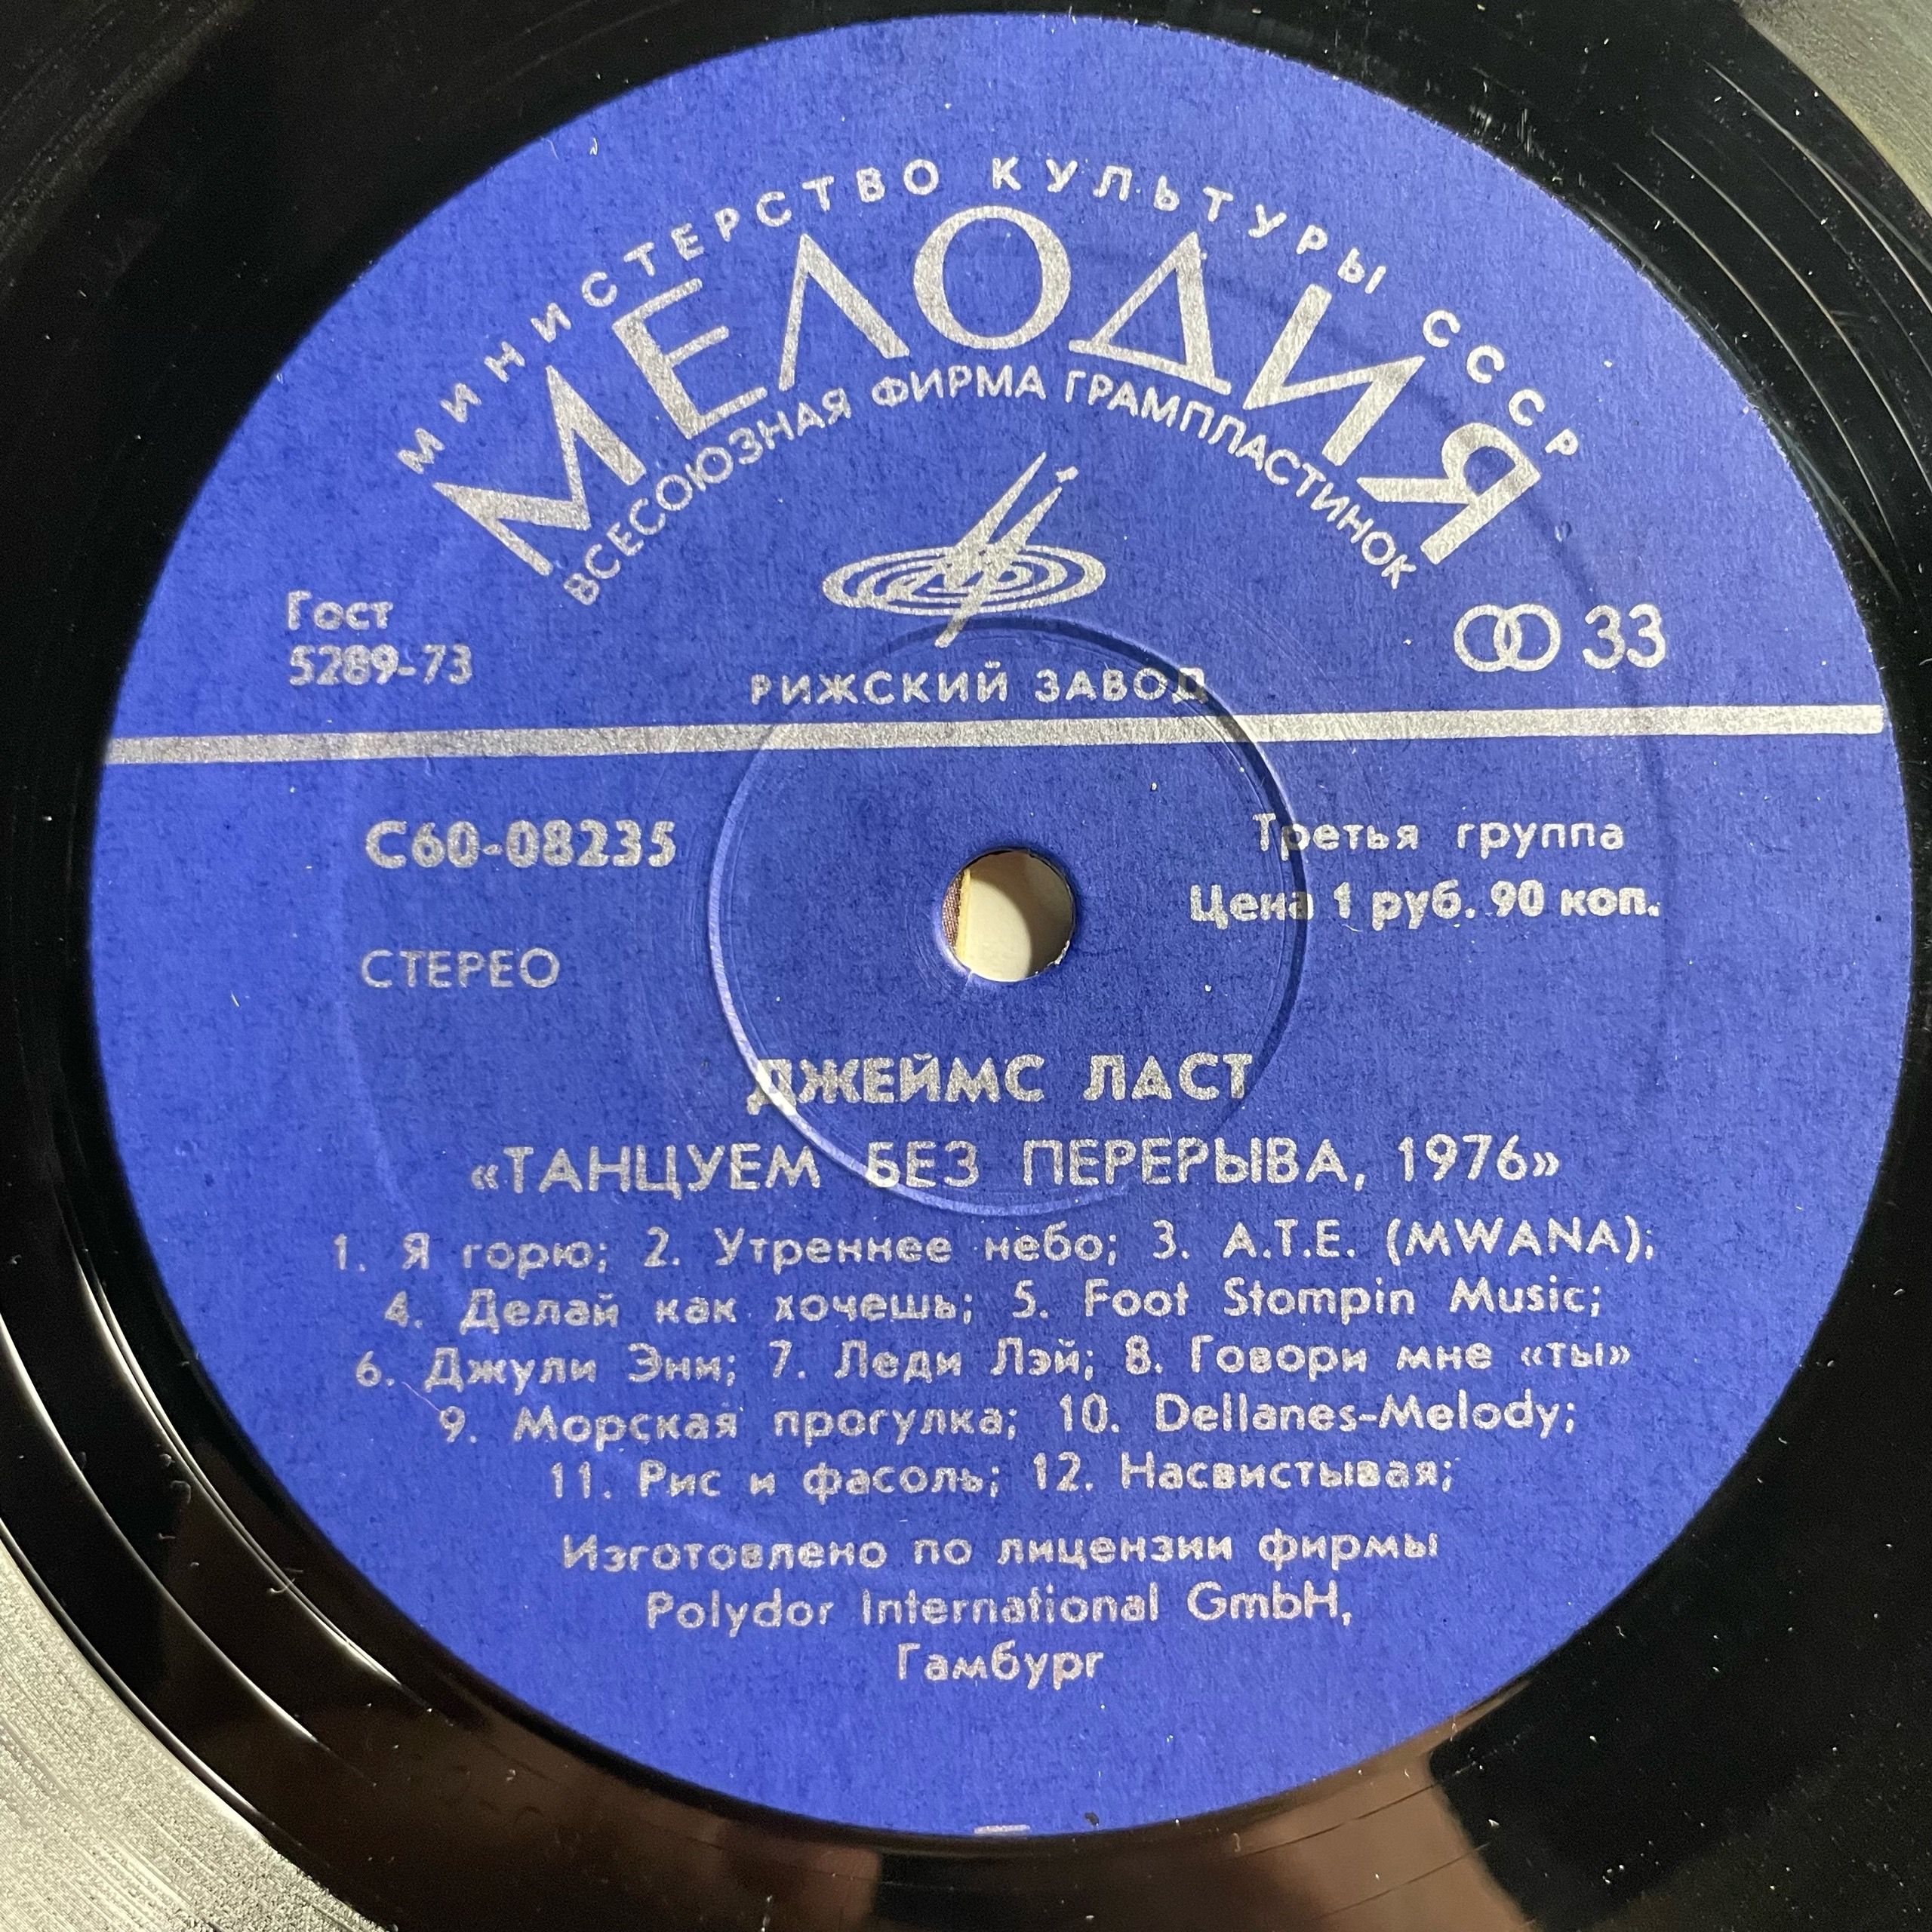 МИНИСТЕРСТВО КУЛЬТУРЫ СССР
МЕЛОДИЯ
ВСЕСОЮЗНАЯ ФИРМА ГРАМПЛАСТИНОК
Гост
5289-73
33
РИЖСКИЙ ЗАВОД
С60-08235
Третья группа
Цена 1 руб. 90 коп.
СТЕРЕО
ДЖЕЙМС ЛАСТ
«ТАНЦУЕМ БЕЗ ПЕРЕРЫВА, 1976»
1. Я горю; 2. Утреннее небо; 3. A.T.E. (MWANA);
4. Делай как хочешь; 5. Foot Stompin Music;
6. Джули Энн; 7. Леди Лэй; 8. Говори мне «ты»
9. Морская прогулка; 10. Dellanes-Melody;
11. Рис и фасоль; 12. Насвистывая;
Изготовлено по лицензии фирмы
Polydor International GmbH,
Гамбург